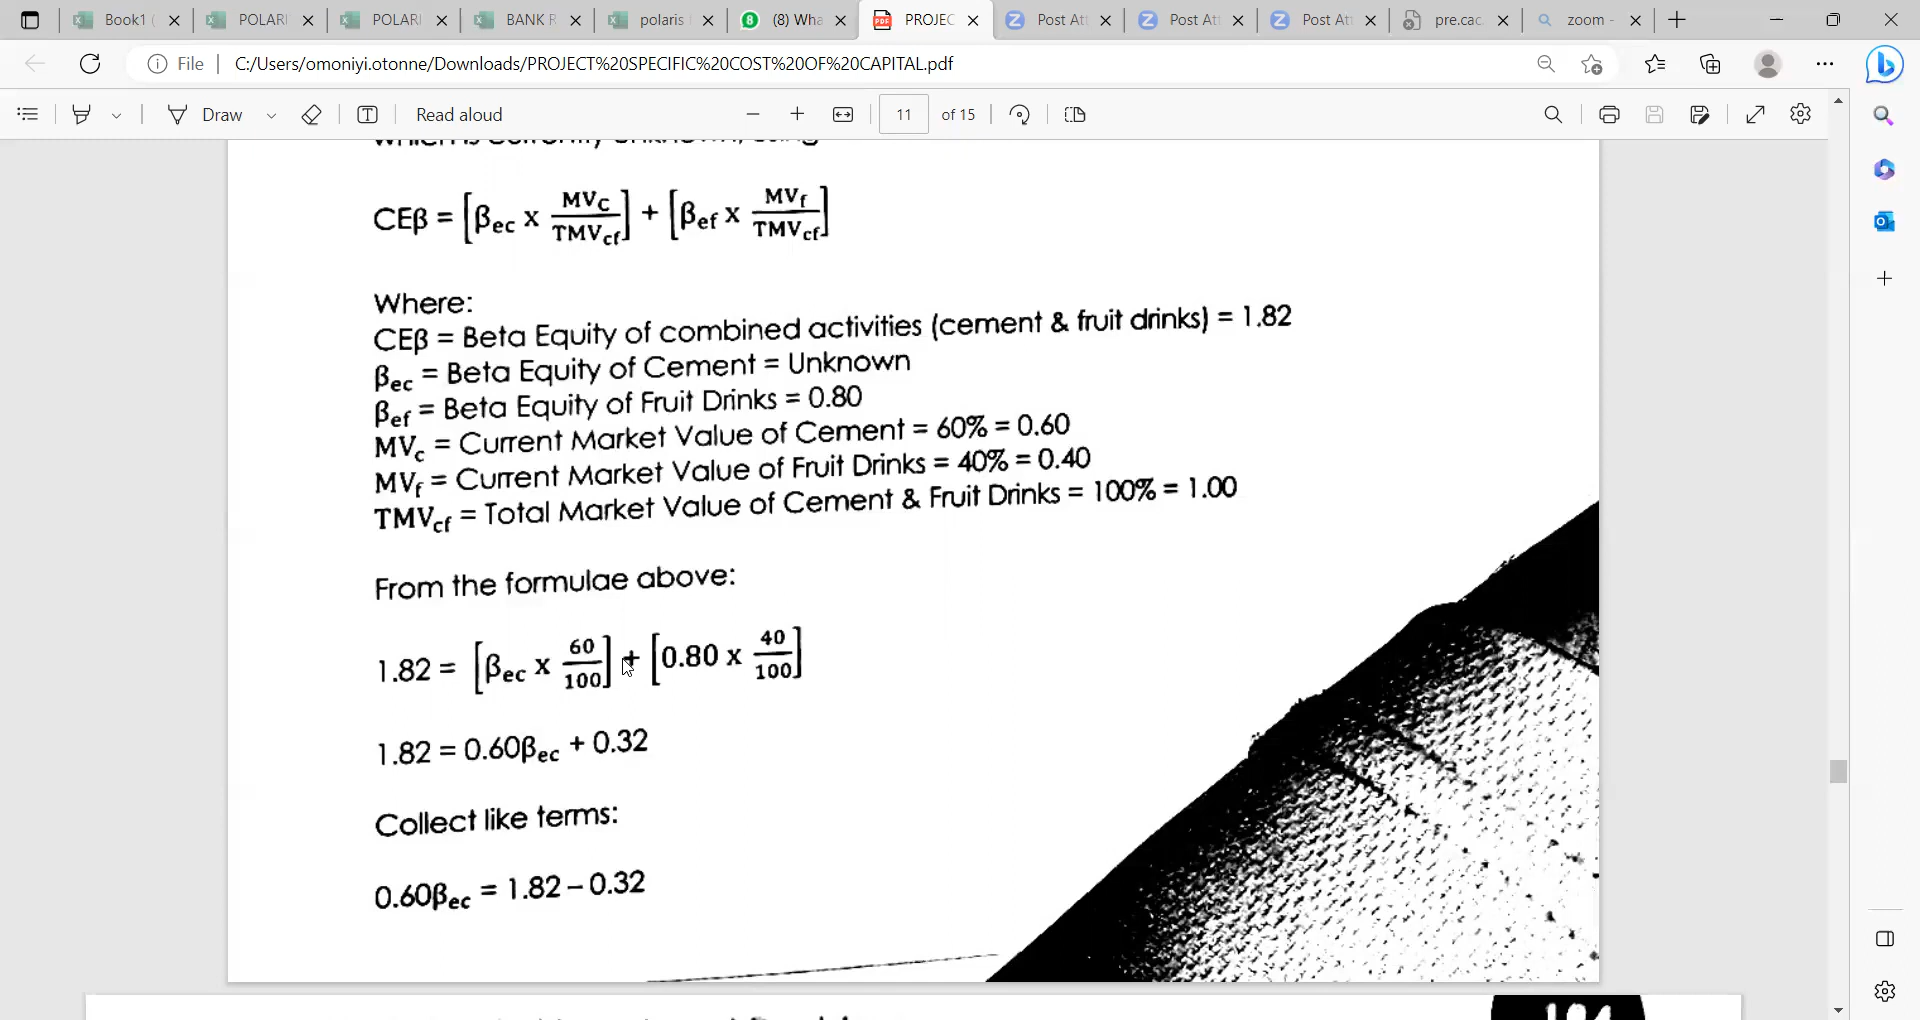 Book1 (
POLARI
POLARI
BANK R
polaris
(8) Wha
PROJEC
Post Att
Post Att
Post Att
pre.cac.
zoom -
File
C:/Users/omoniyi.otonne/Downloads/PROJECT%20SPECIFIC%20COST%20OF%20CAPITAL.pdf
Draw
Read aloud
11 of 15
CEβ = [βec x MVC/TMVcf] + [βef x MVf/TMVcf]
Where:
CEβ = Beta Equity of combined activities (cement & fruit drinks) = 1.82
βec = Beta Equity of Cement = Unknown
βef = Beta Equity of Fruit Drinks = 0.80
MVc = Current Market Value of Cement = 60% = 0.60
MVf = Current Market Value of Fruit Drinks = 40% = 0.40
TMVcf = Total Market Value of Cement & Fruit Drinks = 100% = 1.00
From the formulae above:
1.82 = [βec x 60/100] + [0.80 x 40/100]
1.82 = 0.60βec + 0.32
Collect like terms:
0.60βec = 1.82 – 0.32